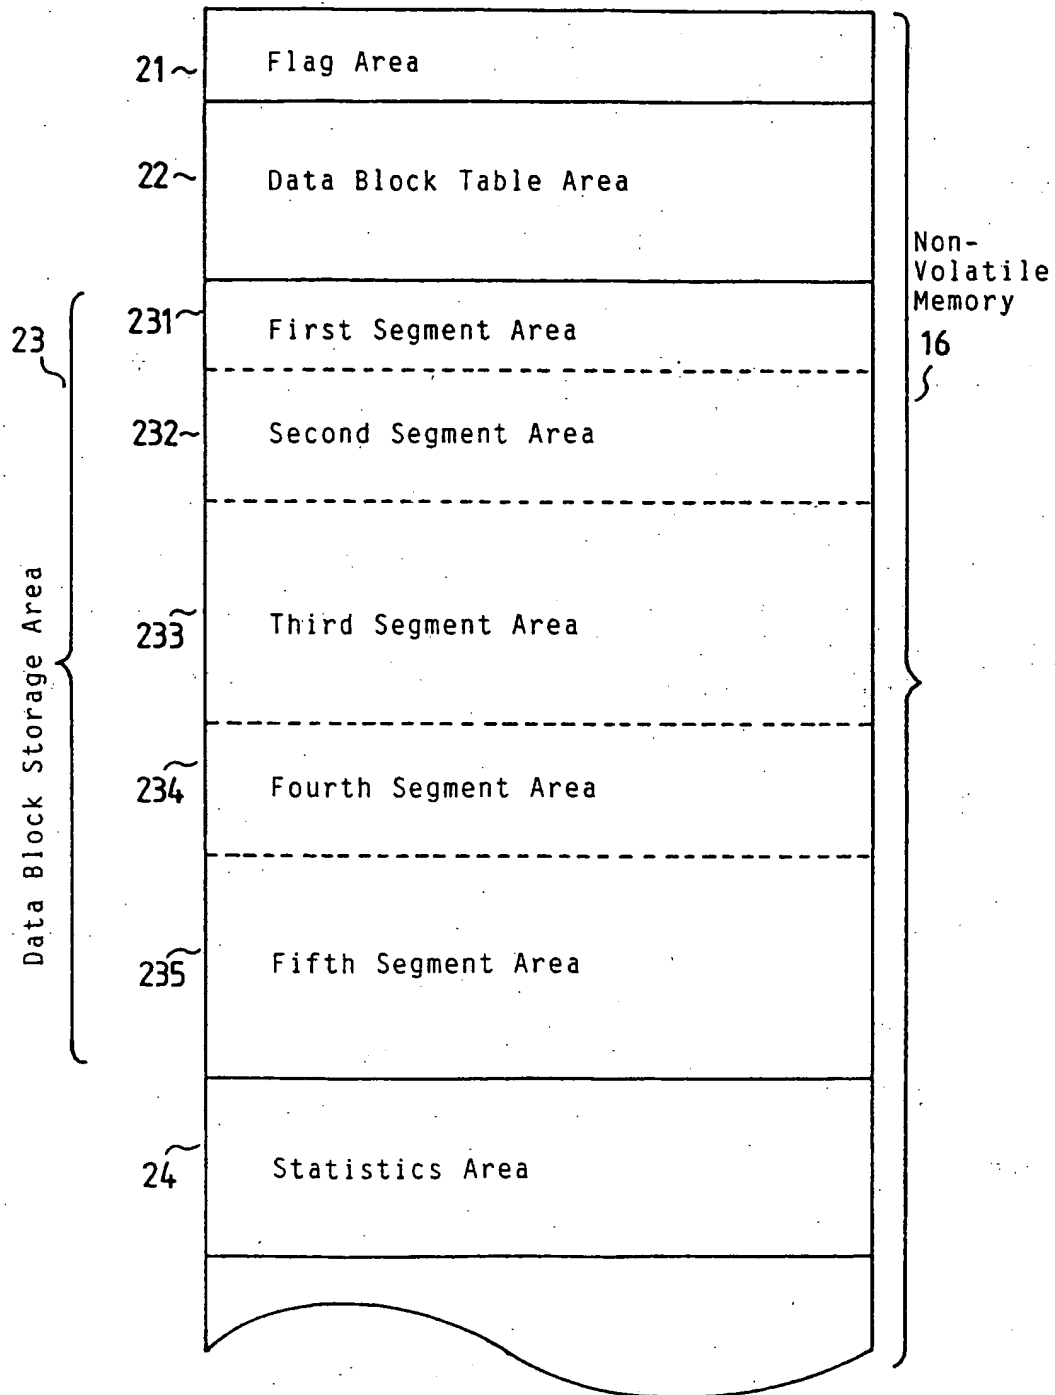 21 Flag Area
22 Data Block Table Area
Non-
Volatile
Memory
16
23
231 First Segment Area
232 Second Segment Area
233 Third Segment Area
234 Fourth Segment Area
235 Fifth Segment Area
Data Block Storage Area
24 Statistics Area